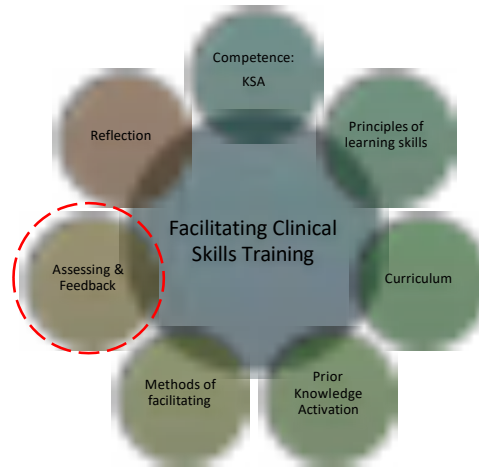 Competence:
KSA
Principles of
learning skills
Curriculum
Prior
Knowledge
Activation
Methods of
facilitating
Assessing &
Feedback
Reflection
Facilitating Clinical
Skills Training